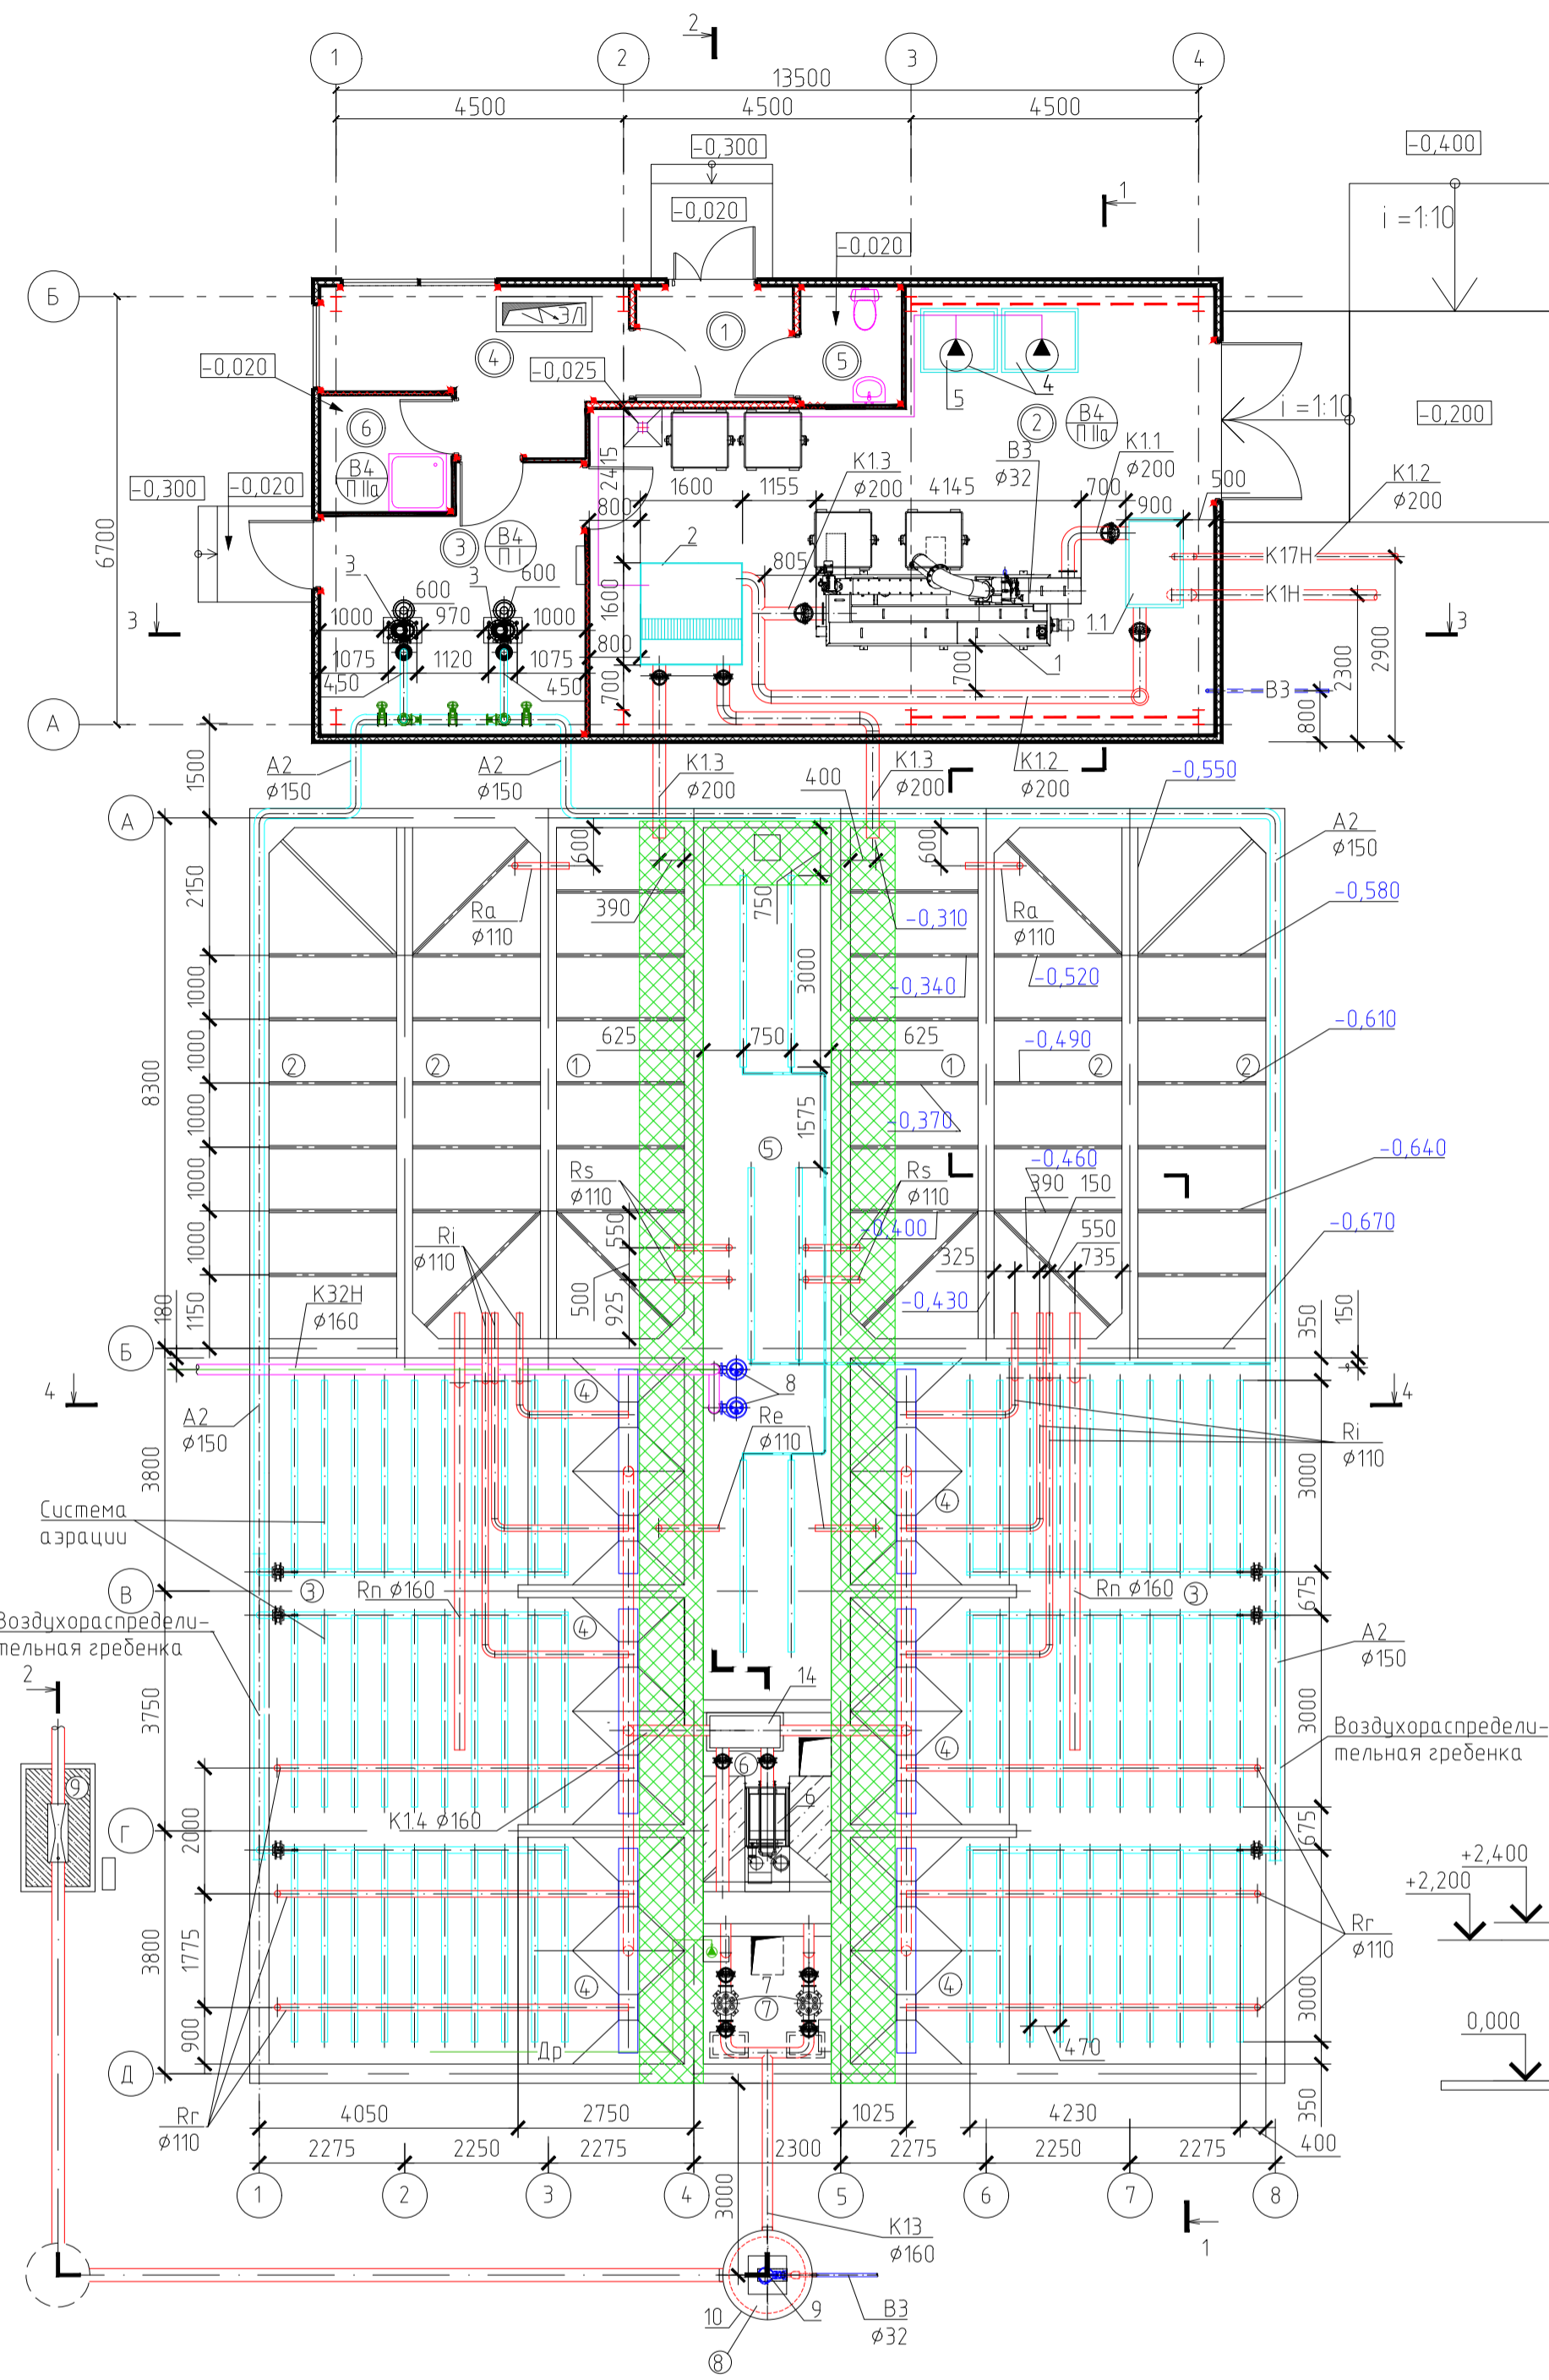 2
1
2
3
4
13500
4500
4500
4500
-0,300
-0,400
-0,020
1
i =1:10
-0,020
Б
ЭЛ
1
4
5
-0,020
-0,025
5
4
i =1:10
-0,200
6
2
В4
П IIа
К1.1
ϕ200
В3
ϕ32
К1.3
ϕ200
500
К1.2
ϕ200
2415
1600
1155
4145
700
900
800
В4
П IIа
-0,300
-0,020
6700
3
В4
П I
2
805
К17Н
3
3
600
600
1000
970
1000
1600
К1Н
1.1
3
3
1075
1120
1075
800
1
700
2300
2900
450
450
700
В3
800
А
1500
А2
ϕ150
А2
ϕ150
К1.3
ϕ200
400
К1.3
ϕ200
К1.2
ϕ200
-0,550
А
600
600
А2
ϕ150
2150
Ra
ϕ110
390
750
-0,310
Ra
ϕ110
-0,580
1000
3000
-0,340
-0,520
1000
625
750
625
-0,490
-0,610
2
2
1
1
2
2
8300
1000
1575
-0,370
5
-0,640
1000
Rs
ϕ110
Rs
ϕ110
-0,460
390
150
Ri
ϕ110
550
-0,400
550
-0,670
1000
325
735
К32Н
ϕ160
500
925
-0,430
180
1150
350
150
Б
4
4
4
8
А2
ϕ150
Re
ϕ110
Ri
ϕ110
3800
4
3000
Система
аэрации
В
3
Rn ϕ160
Rn ϕ160
3
675
Воздухораспредели-
тельная гребенка
4
А2
ϕ150
2
14
3750
3000
Воздухораспредели-
тельная гребенка
4
6
9
6
2000
К1.4 ϕ160
Г
675
+2,400
+2,200
Rr
ϕ110
3800
1775
4
7
7
4
3000
900
0,000
470
Др
Д
Rr
ϕ110
4050
2750
1025
4230
350
400
2275
2250
2275
2300
2275
2250
2275
1
2
3
4
5
6
7
8
3000
К13
ϕ160
1
10
9
В3
ϕ32
8